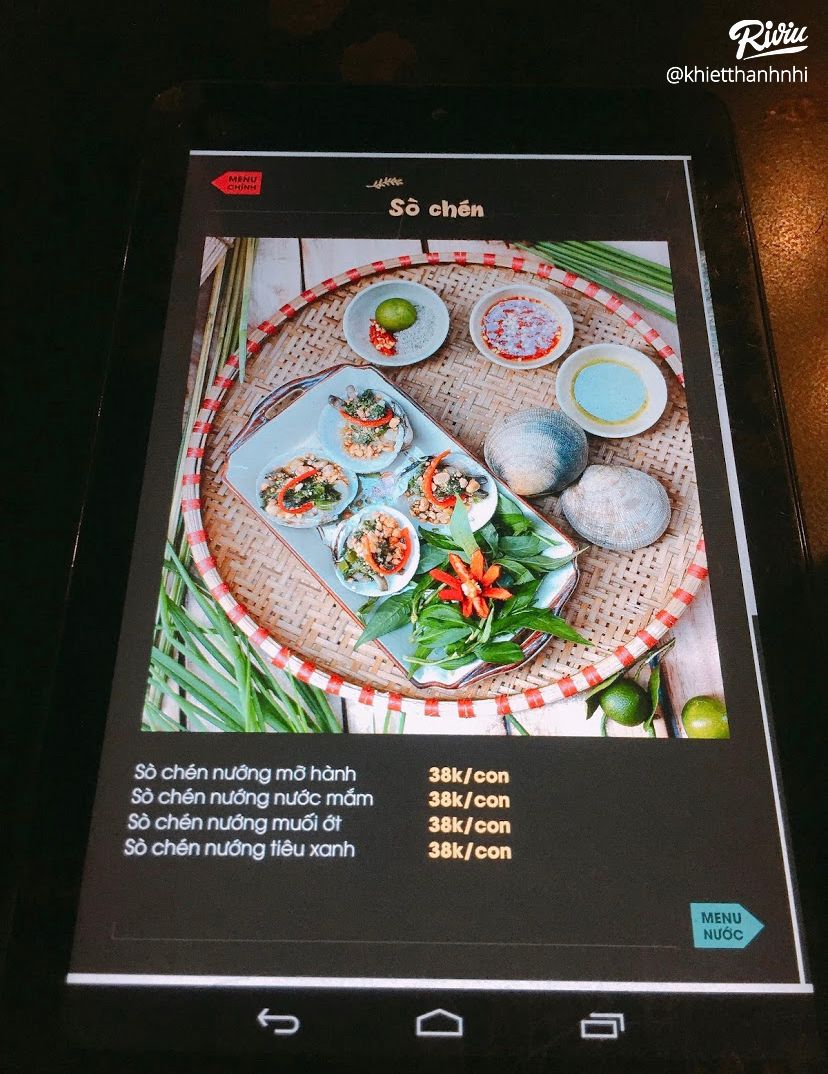 Riviu
@khietthanhnhi
MENU
CHÍNH
Sò chén
Sò chén nướng mỡ hành 38k/con
Sò chén nướng nước mắm 38k/con
Sò chén nướng muối ớt 38k/con
Sò chén nướng tiêu xanh 38k/con
MENU
NƯỚC